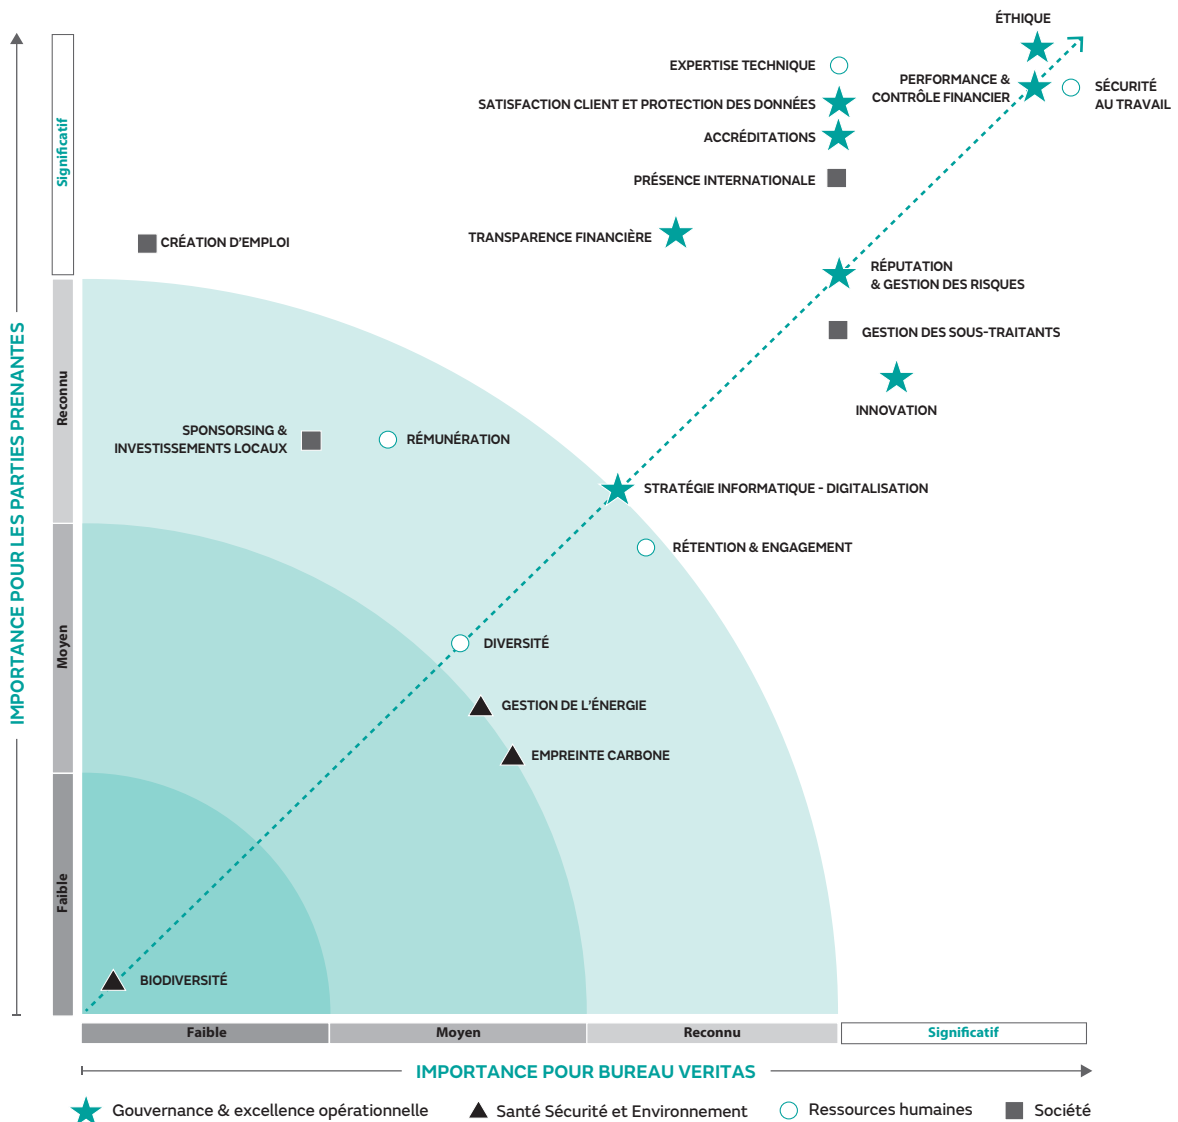 ÉTHIQUE
EXPERTISE TECHNIQUE
PERFORMANCE &
CONTRÔLE FINANCIER
SÉCURITÉ
AU TRAVAIL
SATISFACTION CLIENT ET PROTECTION DES DONNÉES
ACCRÉDITATIONS
PRÉSENCE INTERNATIONALE
TRANSPARENCE FINANCIÈRE
CRÉATION D'EMPLOI
RÉPUTATION
& GESTION DES RISQUES
GESTION DES SOUS-TRAITANTS
INNOVATION
SPONSORSING &
INVESTISSEMENTS LOCAUX
RÉMUNÉRATION
STRATÉGIE INFORMATIQUE - DIGITALISATION
RÉTENTION & ENGAGEMENT
DIVERSITÉ
GESTION DE L'ÉNERGIE
EMPREINTE CARBONE
BIODIVERSITÉ
IMPORTANCE POUR LES PARTIES PRENANTES
Significatif
Reconnu
Moyen
Faible
Faible
Moyen
Reconnu
Significatif
IMPORTANCE POUR BUREAU VERITAS
Gouvernance & excellence opérationnelle
Santé Sécurité et Environnement
Ressources humaines
Société